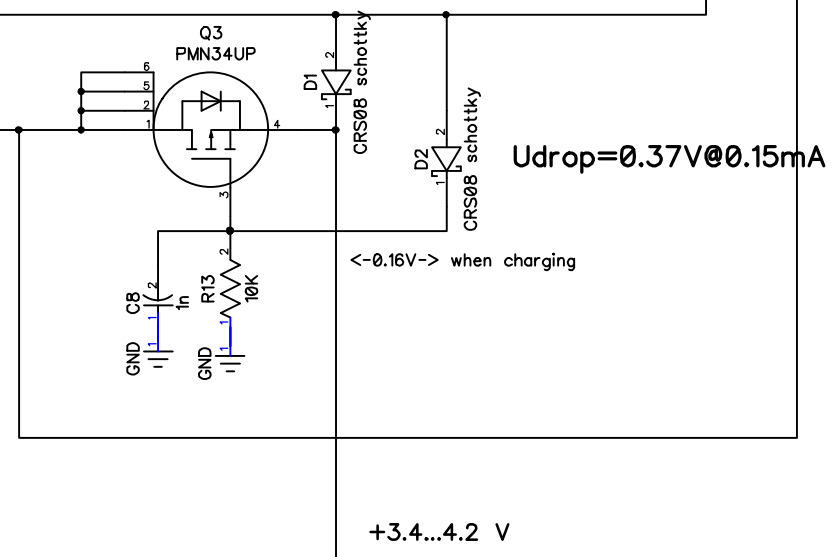 Q3
PMN34UP
6
5
2
1
4
3
2
D1
1
CRS08 schottky
2
D2
1
CRS08 schottky
Udrop=0.37V@0.15mA
<-0.16V-> when charging
2
C8
1n
1
1
GND
2
R13
10K
1
1
GND
+3.4...4.2 V